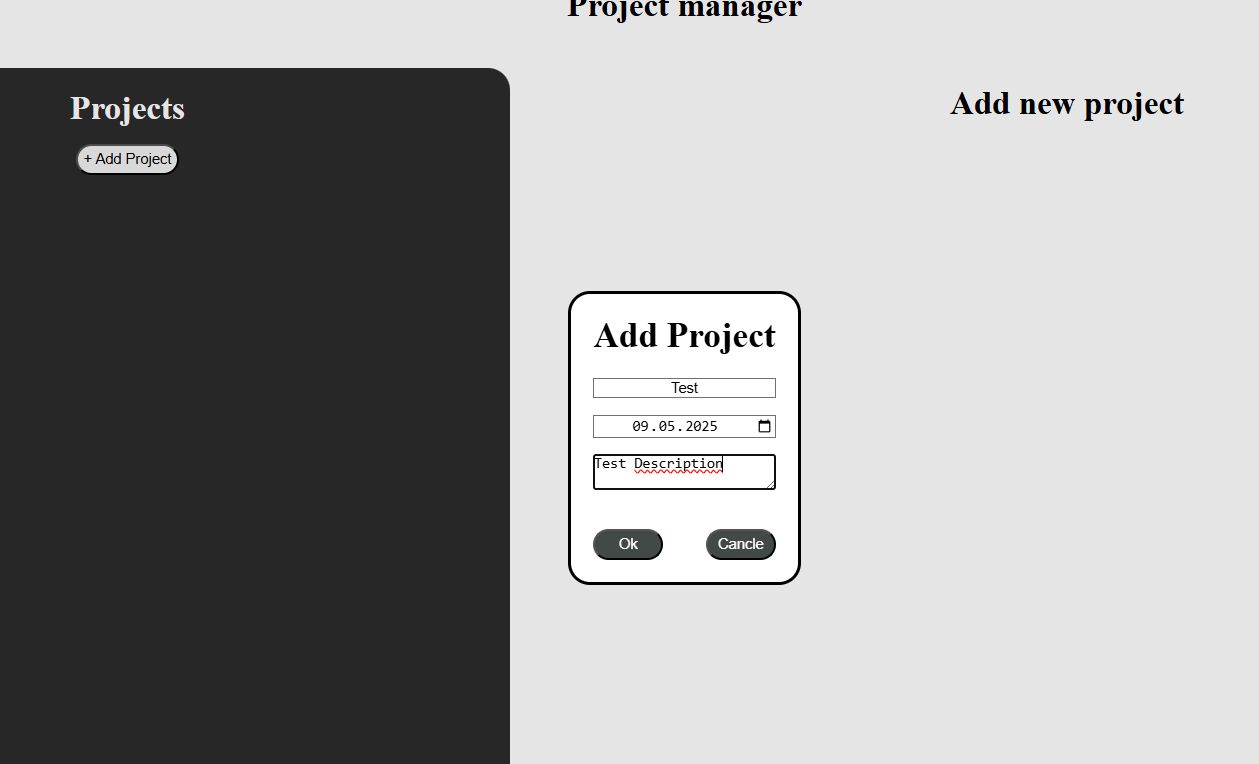 Project manager
Projects
Add new project
+ Add Project
Add Project
Test
09.05.2025
Test Description
Ok
Cancle